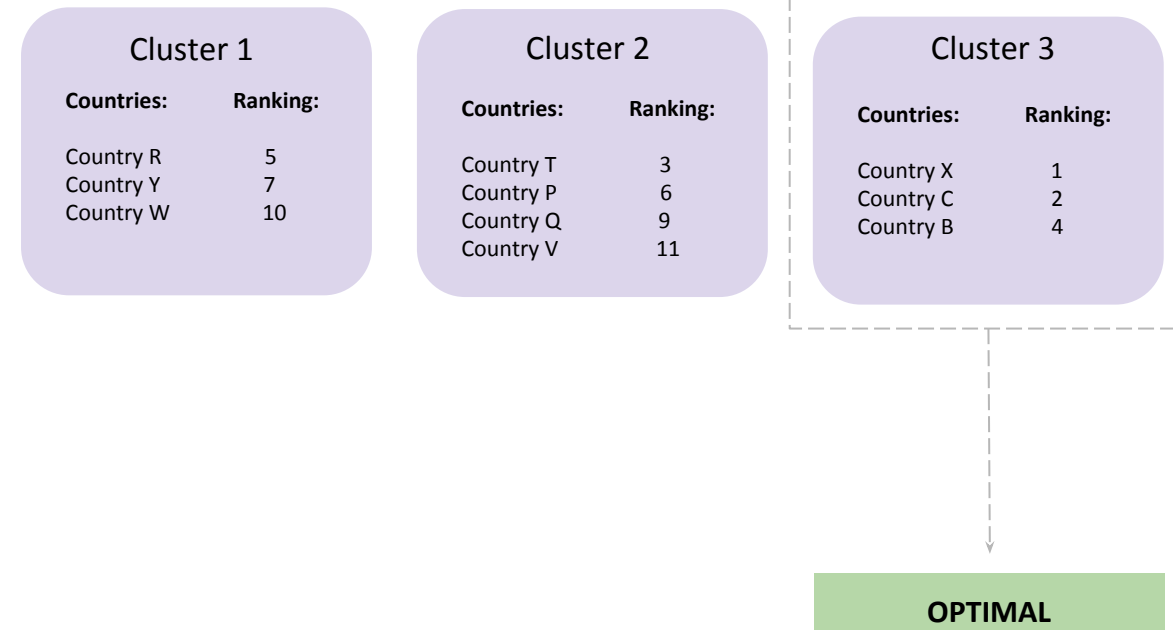 Cluster 1
Countries: Ranking:
Country R 5
Country Y 7
Country W 10
Cluster 2
Countries: Ranking:
Country T 3
Country P 6
Country Q 9
Country V 11
Cluster 3
Countries: Ranking:
Country X 1
Country C 2
Country B 4
OPTIMAL